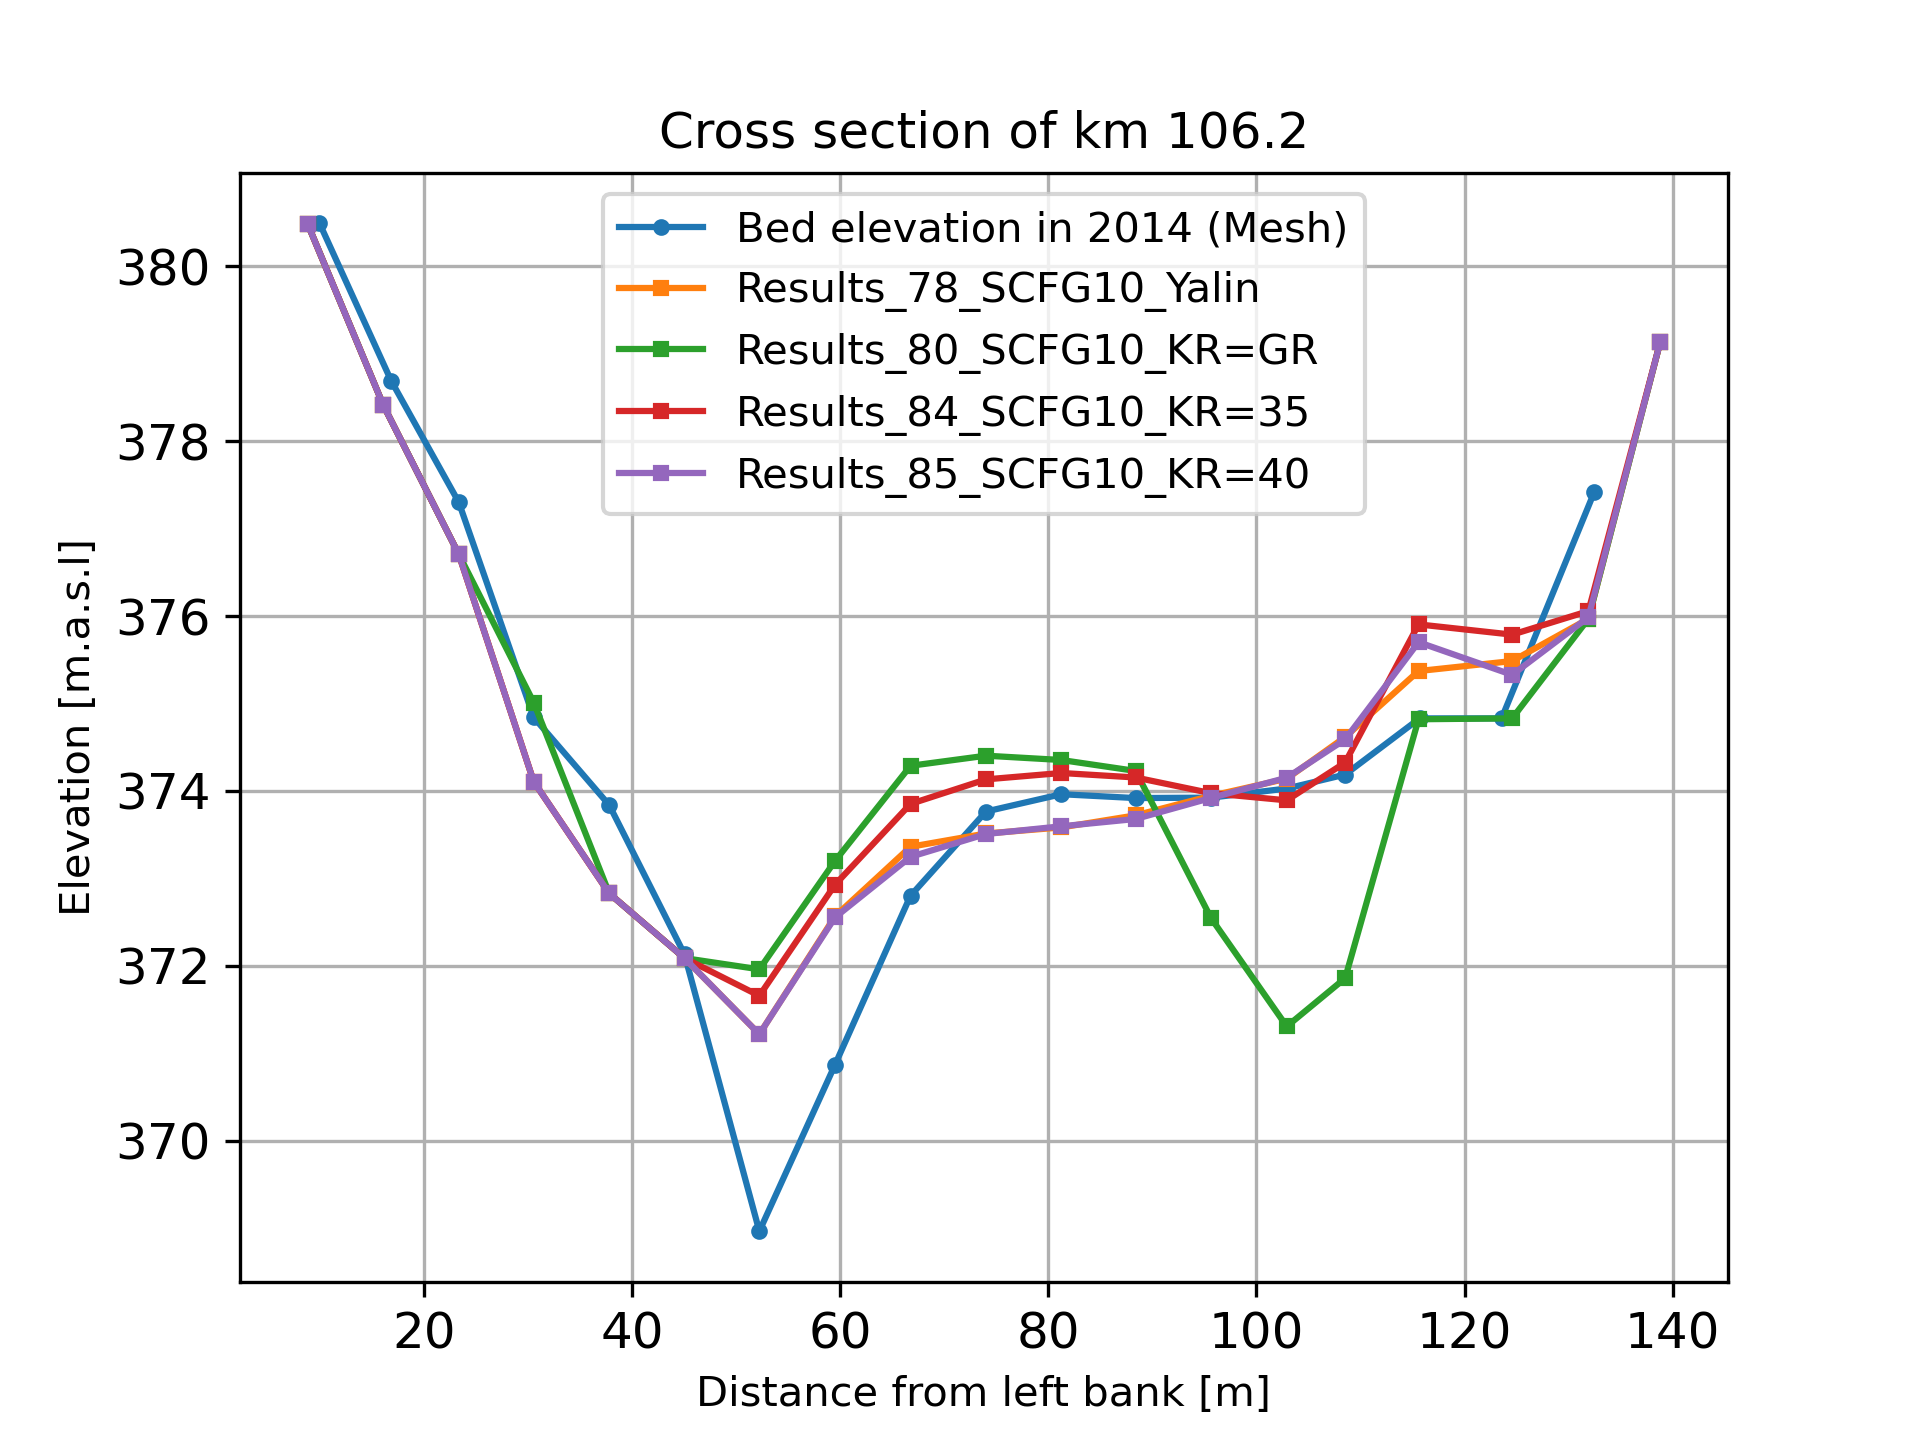 Cross section of km 106.2
Bed elevation in 2014 (Mesh)
Results_78_SCFG10_Yalin
Results_80_SCFG10_KR=GR
Results_84_SCFG10_KR=35
Results_85_SCFG10_KR=40
Elevation [m.a.s.l]
380
378
376
374
372
370
20 40 60 80 100 120 140
Distance from left bank [m]